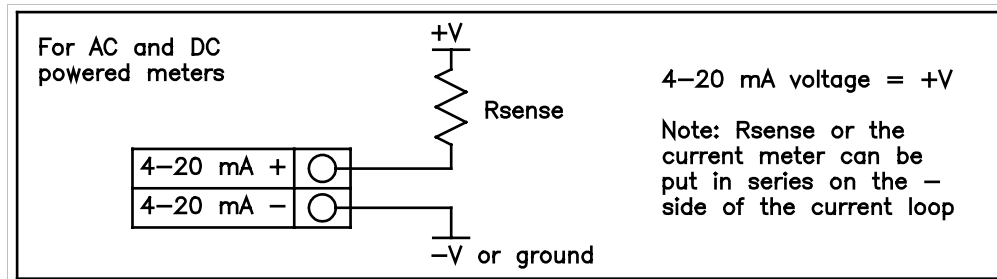 For AC and DC
powered meters
+V
Rsense
4–20 mA +
4–20 mA –
–V or ground
4–20 mA voltage = +V
Note: Rsense or the
current meter can be
put in series on the –
side of the current loop